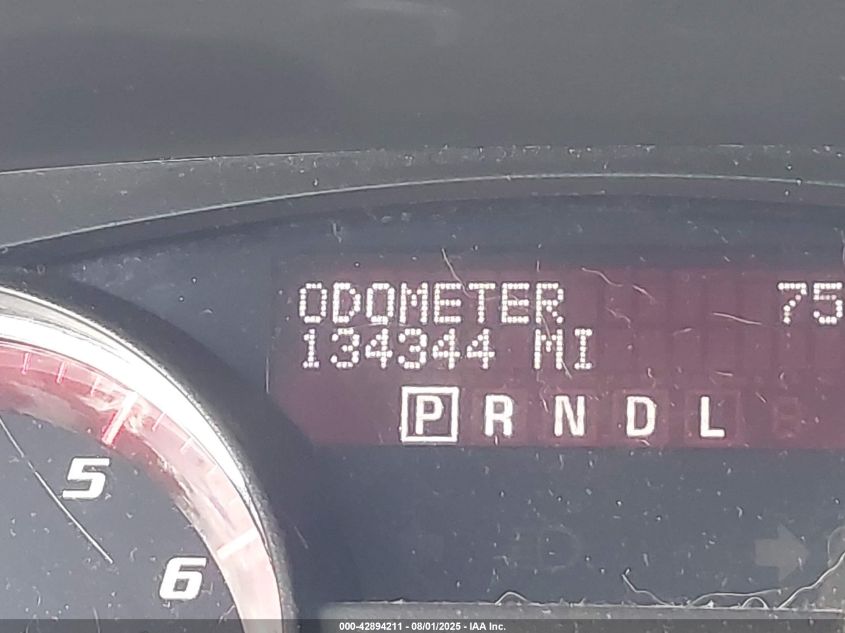 ODOMETER 75
134344 MI
P R N D L
5
6
000-42894211 - 08/01/2025 - IAA Inc.